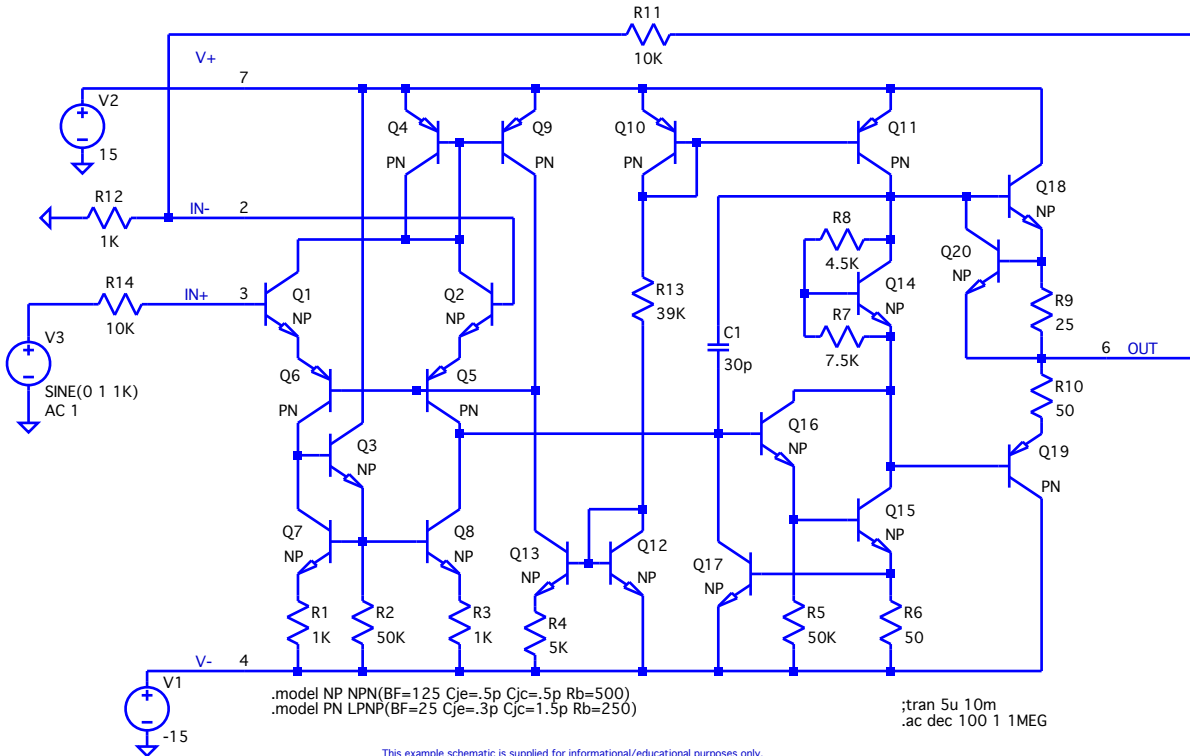 R11
10K
V+
7
V2
+
−
15
Q4
PN
Q9
PN
Q10
PN
Q11
PN
R12
1K
IN-
2
Q18
NP
R8
4.5K
Q20
NP
R14
10K
IN+
3
Q1
NP
Q2
NP
R13
39K
Q14
NP
R9
25
V3
+
−
SINE(0 1 1K)
AC 1
C1
30p
R7
7.5K
6
OUT
Q6
PN
Q5
PN
R10
50
Q3
NP
Q16
NP
Q19
PN
Q7
NP
Q8
NP
Q13
NP
Q12
NP
Q17
NP
Q15
NP
R1
1K
R2
50K
R3
1K
R4
5K
R5
50K
R6
50
V-
4
V1
+
−
-15
.model NP NPN(BF=125 Cje=.5p Cjc=.5p Rb=500)
.model PN LPNP(BF=25 Cje=.3p Cjc=1.5p Rb=250)
;tran 5u 10m
.ac dec 100 1 1MEG
This example schematic is supplied for informational/educational purposes only.